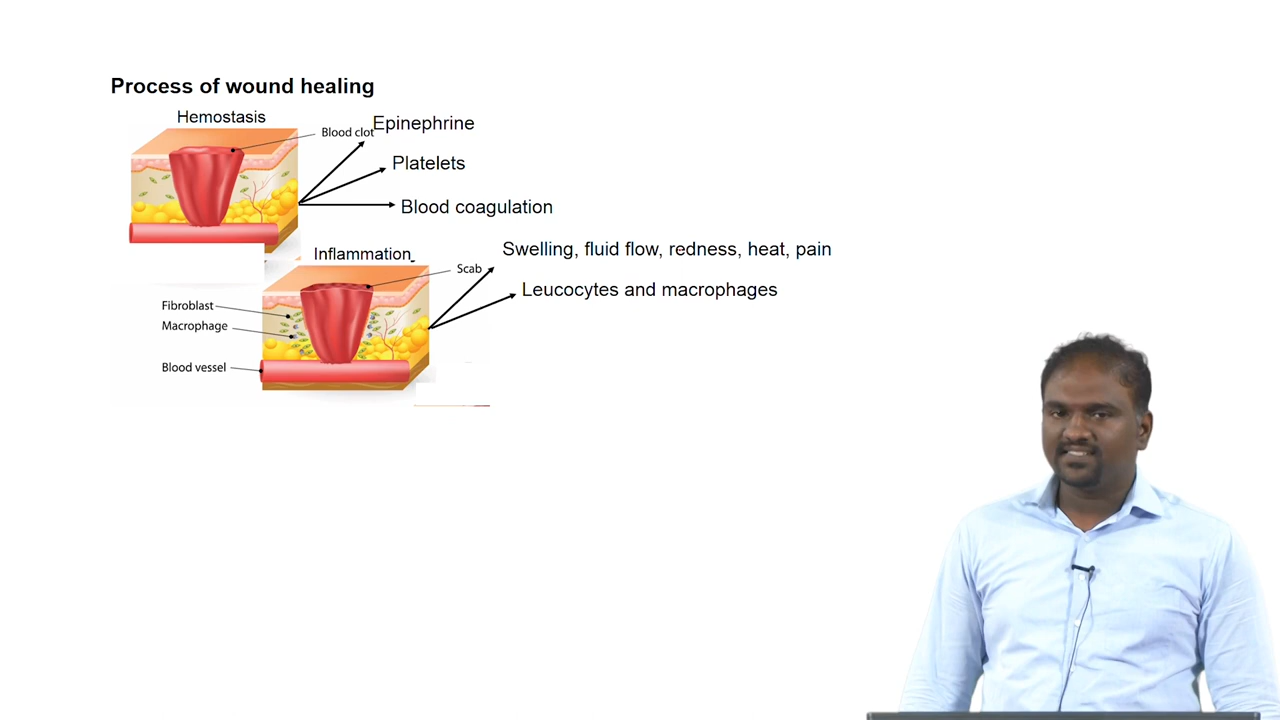 Process of wound healing
Hemostasis
Blood clot
Epinephrine
Platelets
Blood coagulation
Inflammation
Swelling, fluid flow, redness, heat, pain
Scab
Leucocytes and macrophages
Fibroblast
Macrophage
Blood vessel